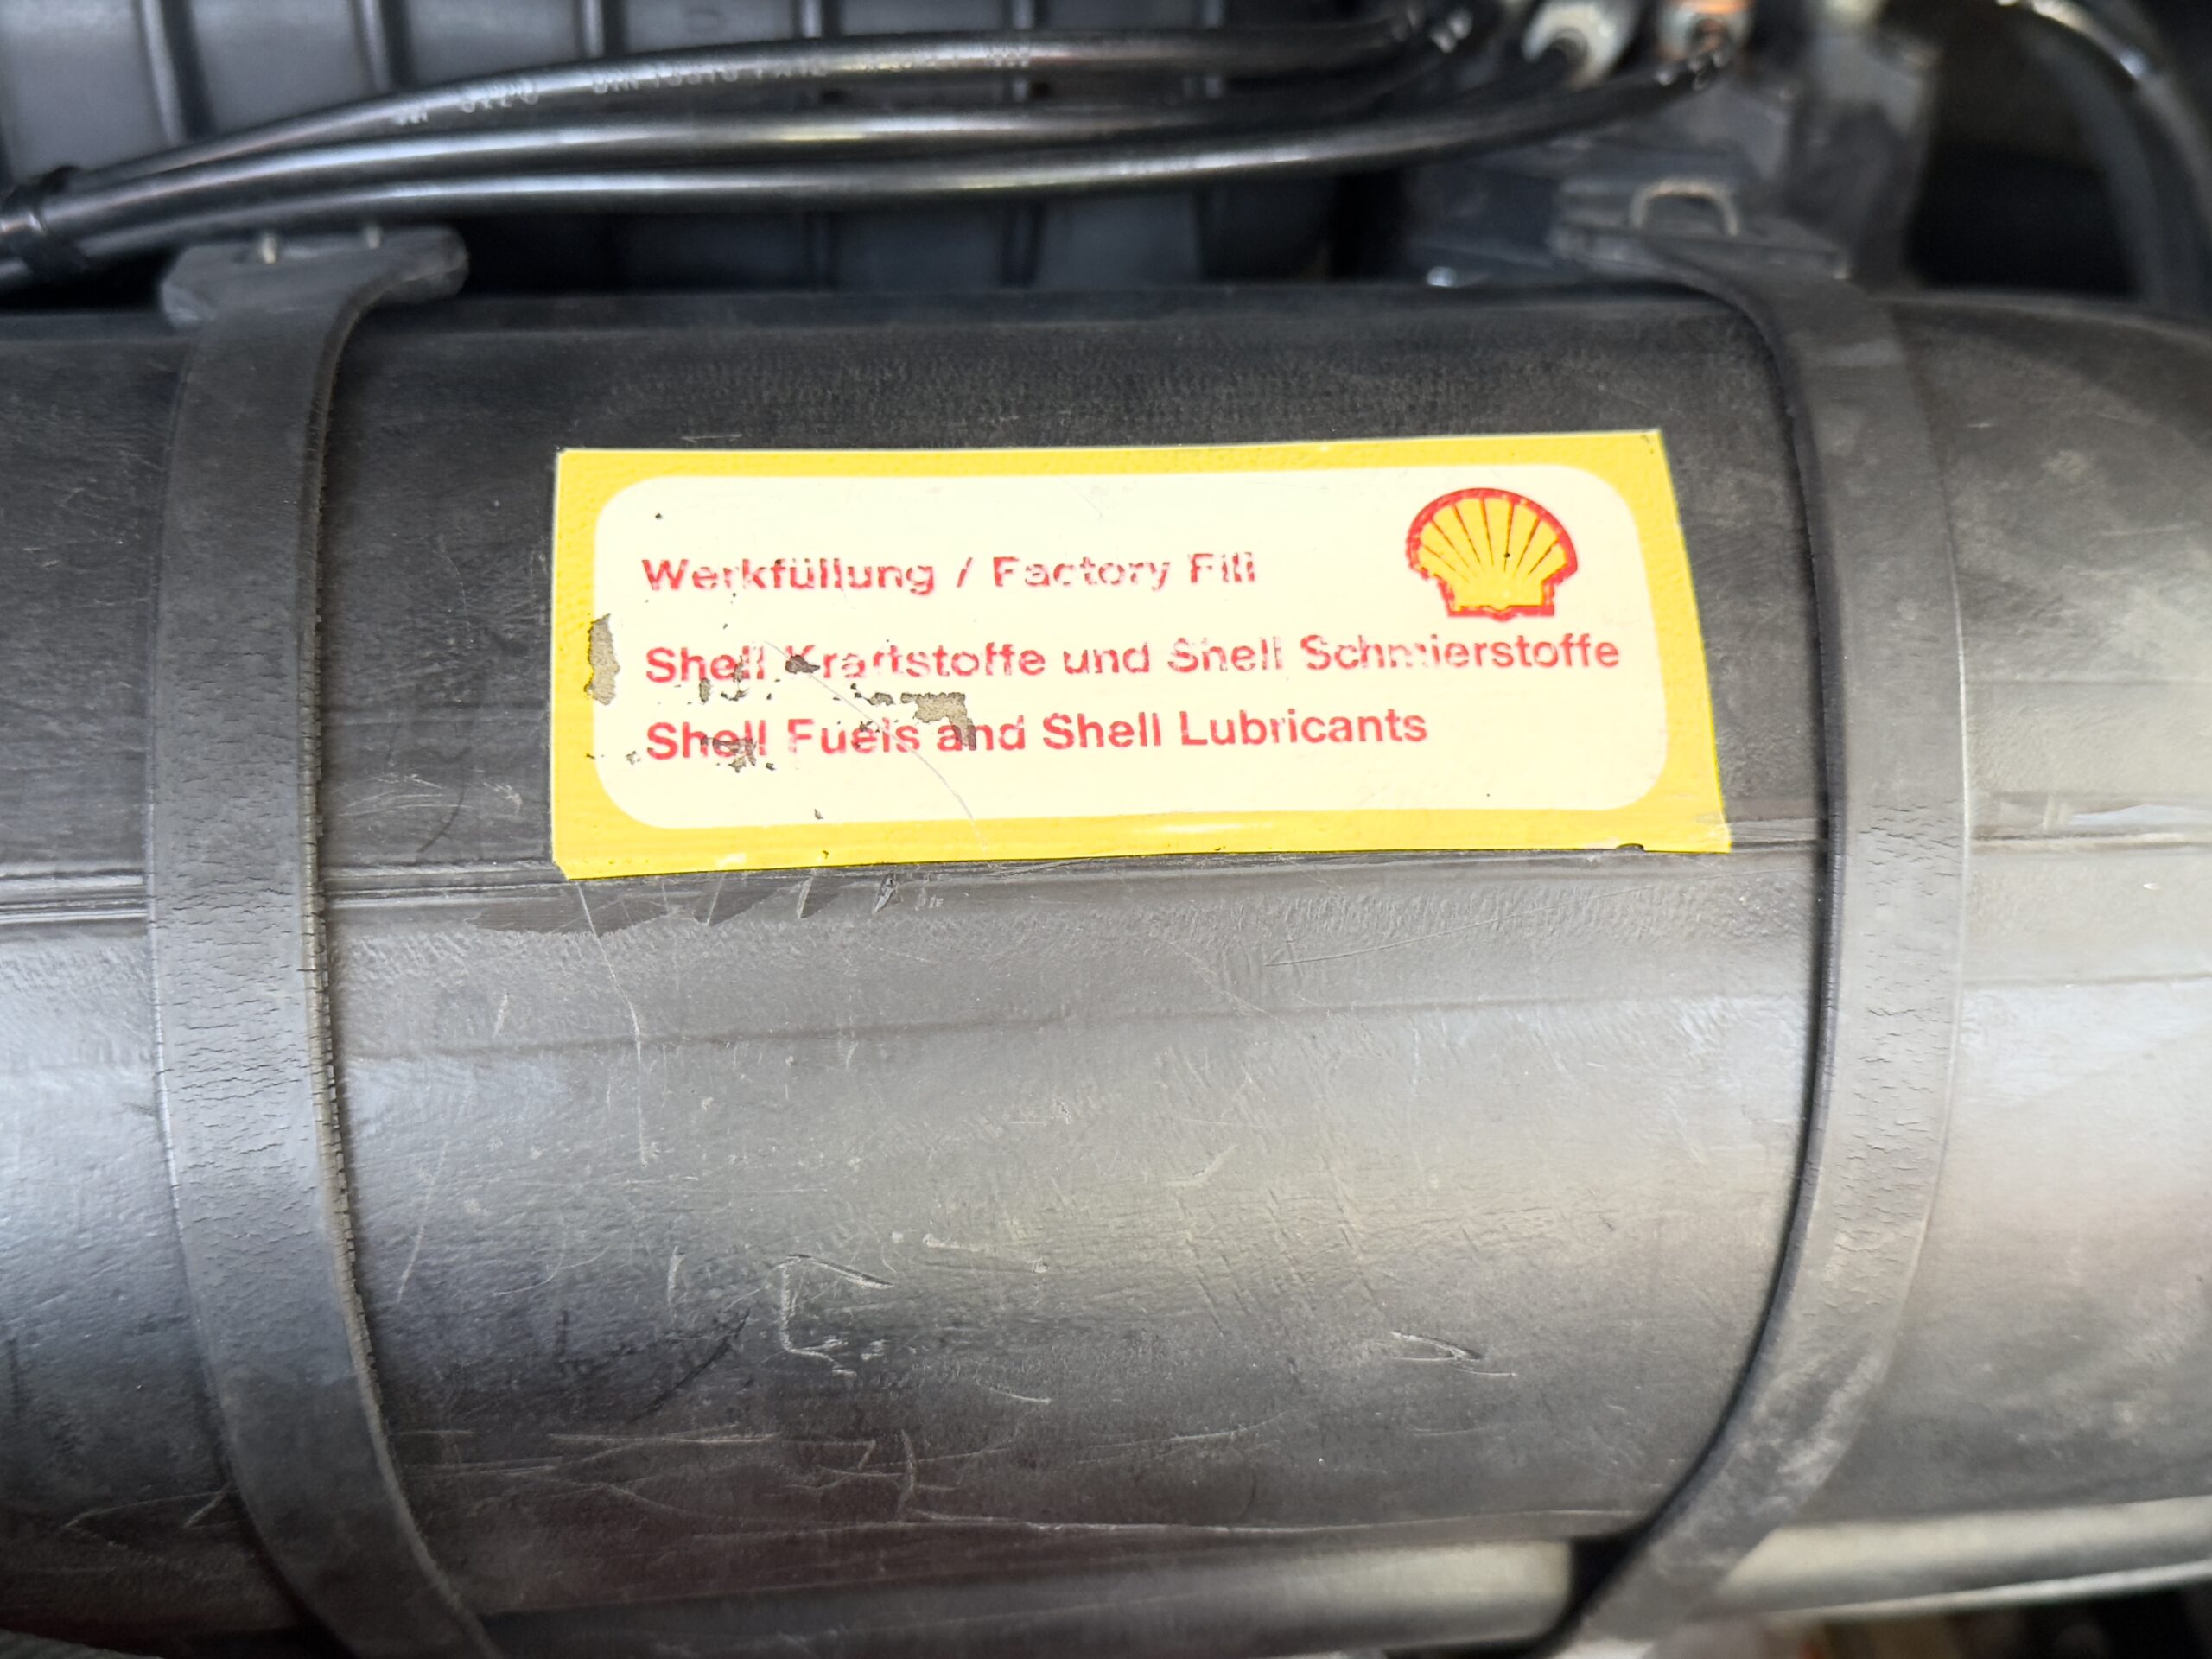 Werkfüllung / Factory Fill
Shell Kraftstoffe und Shell Schmierstoffe
Shell Fuels and Shell Lubricants